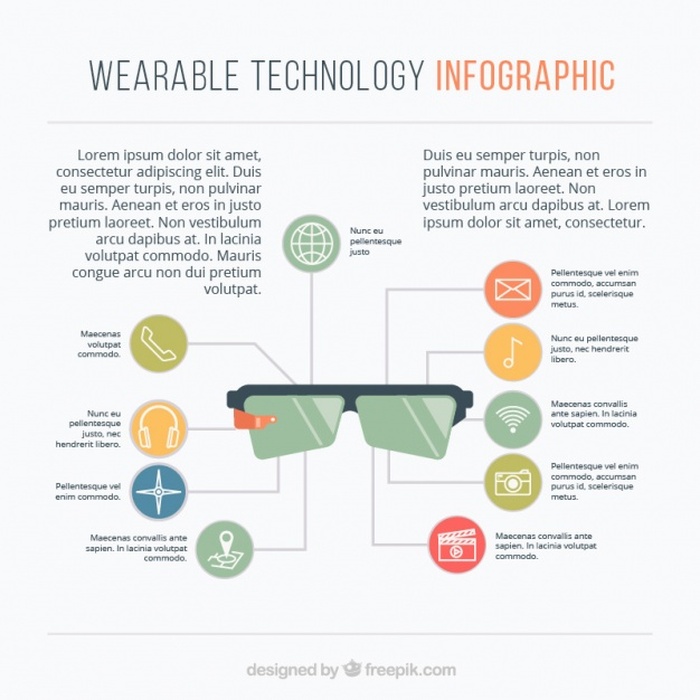 WEARABLE TECHNOLOGY INFOGRAPHIC
Lorem ipsum dolor sit amet,
consectetur adipiscing elit. Duis
eu semper turpis, non pulvinar
mauris. Aenean et eros in justo
pretium laoreet. Non vestibulum
arcu dapibus at. In lacinia
volutpat commodo. Mauris
congue arcu non dui pretium
volutpat.
Duis eu semper turpis, non
pulvinar mauris. Aenean et eros in
justo pretium laoreet. Non
vestibulum arcu dapibus at. Lorem
ipsum dolor sit amet, consectetur.
Nunc eu
pellentesque
justo
Maecenas
volutpat
commodo.
Nunc eu
pellentesque
justo, nec
hendrerit libero.
Pellentesque vel
enim commodo.
Maecenas convallis ante
sapien. In lacinia volutpat
commodo.
Pellentesque vel enim
commodo, accumsan
purus id, scelerisque
metus.
Nunc eu pellentesque
justo, nec hendrerit
libero.
Maecenas convallis
ante sapien. In lacinia
volutpat commodo.
Pellentesque vel enim
commodo, accumsan
purus id, scelerisque
metus.
Maecenas convallis ante
sapien. In lacinia volutpat
commodo.
designed by freepik.com